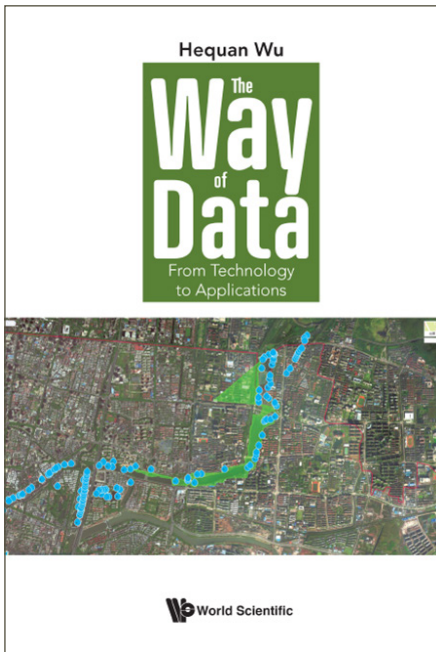 Hequan Wu
The
Way
of
Data
From Technology
to Applications
World Scientific